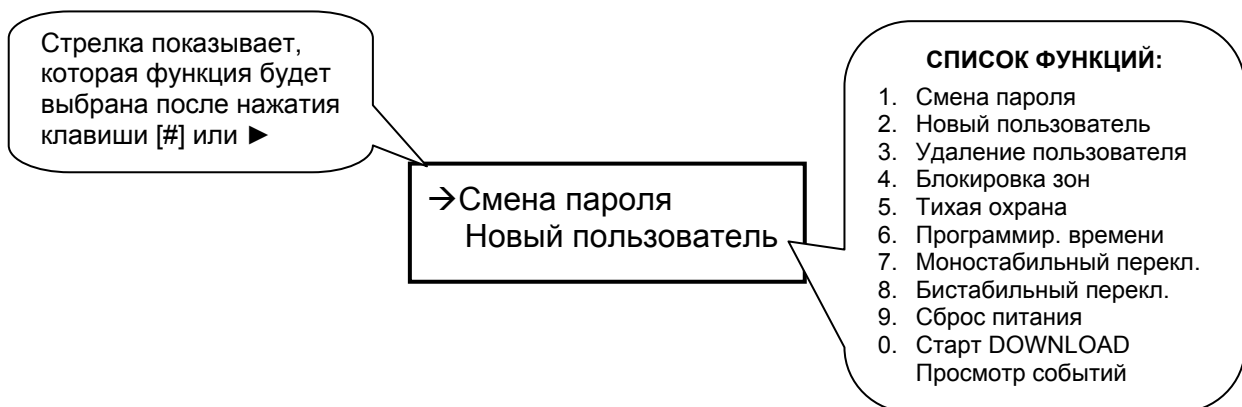 Стрелка показывает,
которая функция будет
выбрана после нажатия
клавиши [#] или ►
→Смена пароля
Новый пользователь
СПИСОК ФУНКЦИЙ:
1. Смена пароля
2. Новый пользователь
3. Удаление пользователя
4. Блокировка зон
5. Тихая охрана
6. Программир. времени
7. Моностабильный перекл.
8. Бистабильный перекл.
9. Сброс питания
0. Старт DOWNLOAD
Просмотр событий